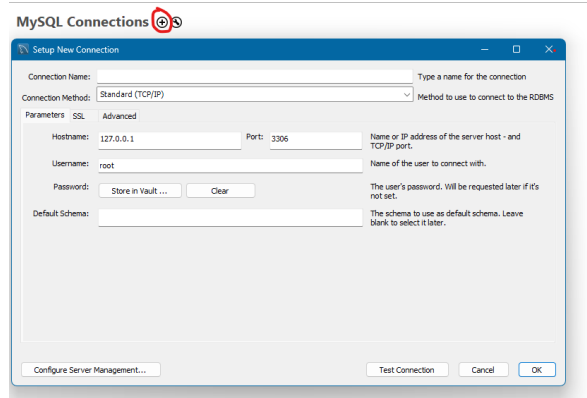 MySQL Connections
Setup New Connection
Connection Name: Type a name for the connection
Connection Method: Standard (TCP/IP) Method to use to connect to the RDBMS
Parameters SSL Advanced
Hostname: 127.0.0.1 Port: 3306 Name or IP address of the server host - and
TCP/IP port.
Username: root Name of the user to connect with.
Password: Store in Vault ... Clear The user's password. Will be requested later if it's
not set.
Default Schema: The schema to use as default schema. Leave
blank to select it later.
Configure Server Management... Test Connection Cancel OK